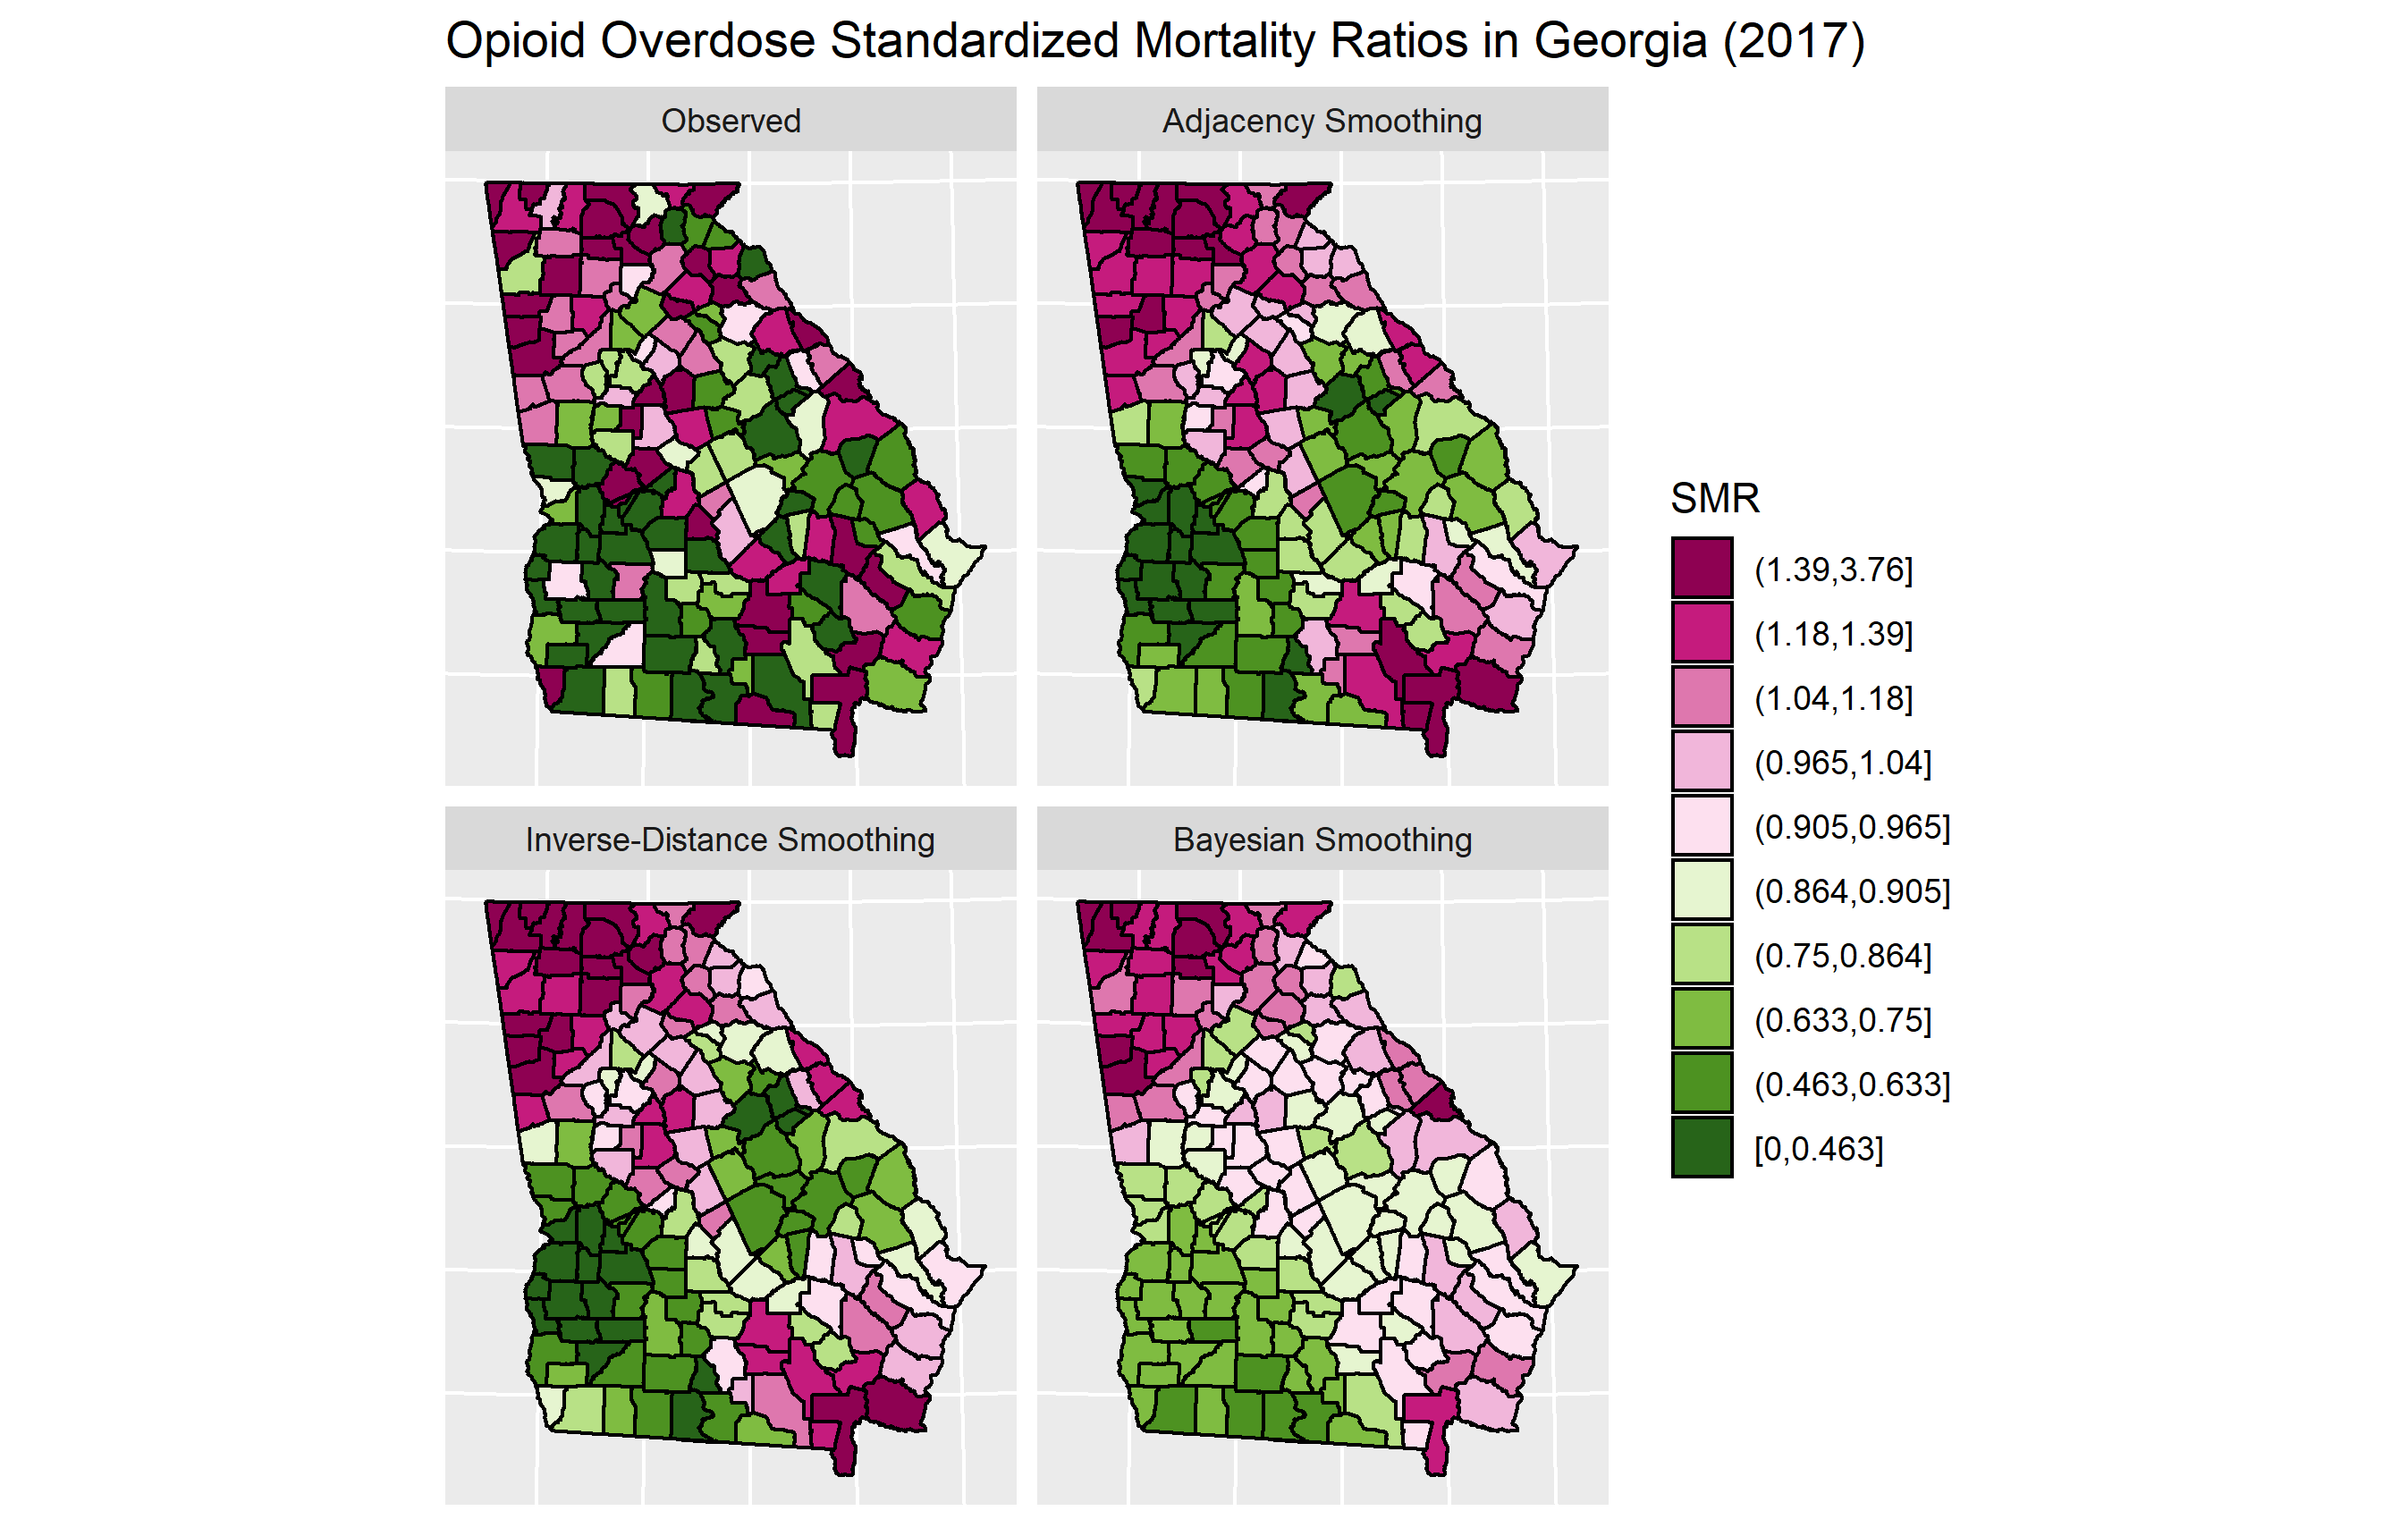 Opioid Overdose Standardized Mortality Ratios in Georgia (2017)
Observed
Adjacency Smoothing
Inverse-Distance Smoothing
Bayesian Smoothing
SMR
(1.39,3.76]
(1.18,1.39]
(1.04,1.18]
(0.965,1.04]
(0.905,0.965]
(0.864,0.905]
(0.75,0.864]
(0.633,0.75]
(0.463,0.633]
[0,0.463]